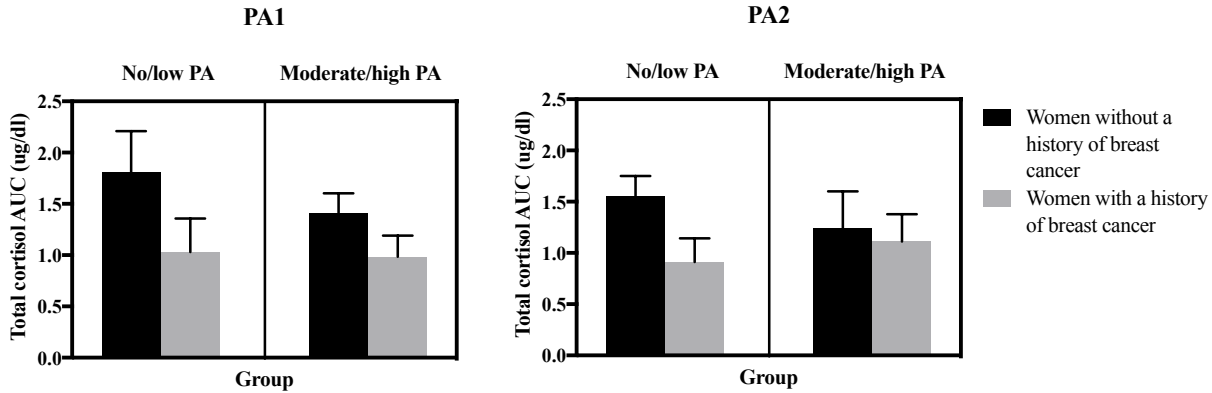 PA1
No/low PA
Moderate/high PA
Total cortisol AUC (ug/dl)
2.5
2.0
1.5
1.0
0.5
0.0
Group
PA2
No/low PA
Moderate/high PA
Total cortisol AUC (ug/dl)
2.5
2.0
1.5
1.0
0.5
0.0
Group
Women without a
history of breast
cancer
Women with a history
of breast cancer